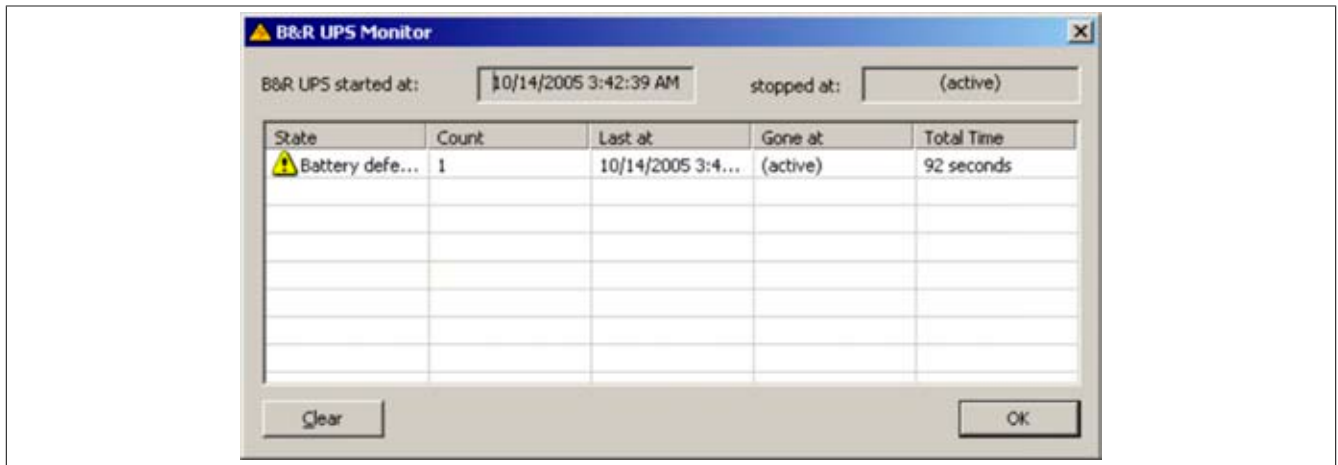 B&R UPS Monitor
B&R UPS started at: 10/14/2005 3:42:39 AM stopped at: (active)
State Count Last at Gone at Total Time
Battery defe... 1 10/14/2005 3:4... (active) 92 seconds
Clear OK